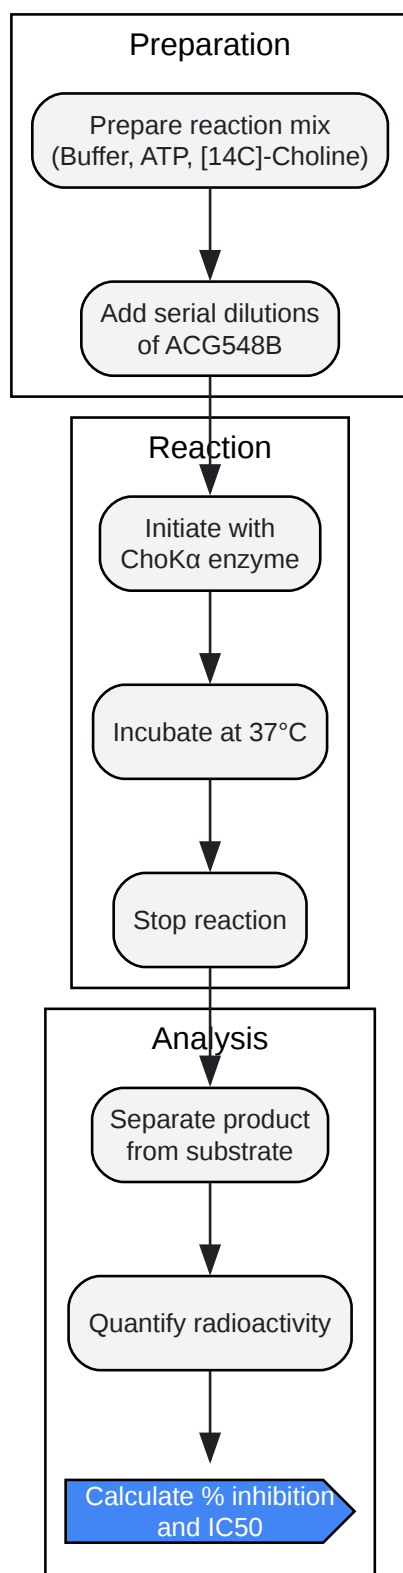 Preparation
Prepare reaction mix
(Buffer, ATP, [14C]-Choline)
Add serial dilutions
of ACG548B
Reaction
Initiate with
ChoKα enzyme
Incubate at 37°C
Stop reaction
Analysis
Separate product
from substrate
Quantify radioactivity
Calculate % inhibition
and IC50